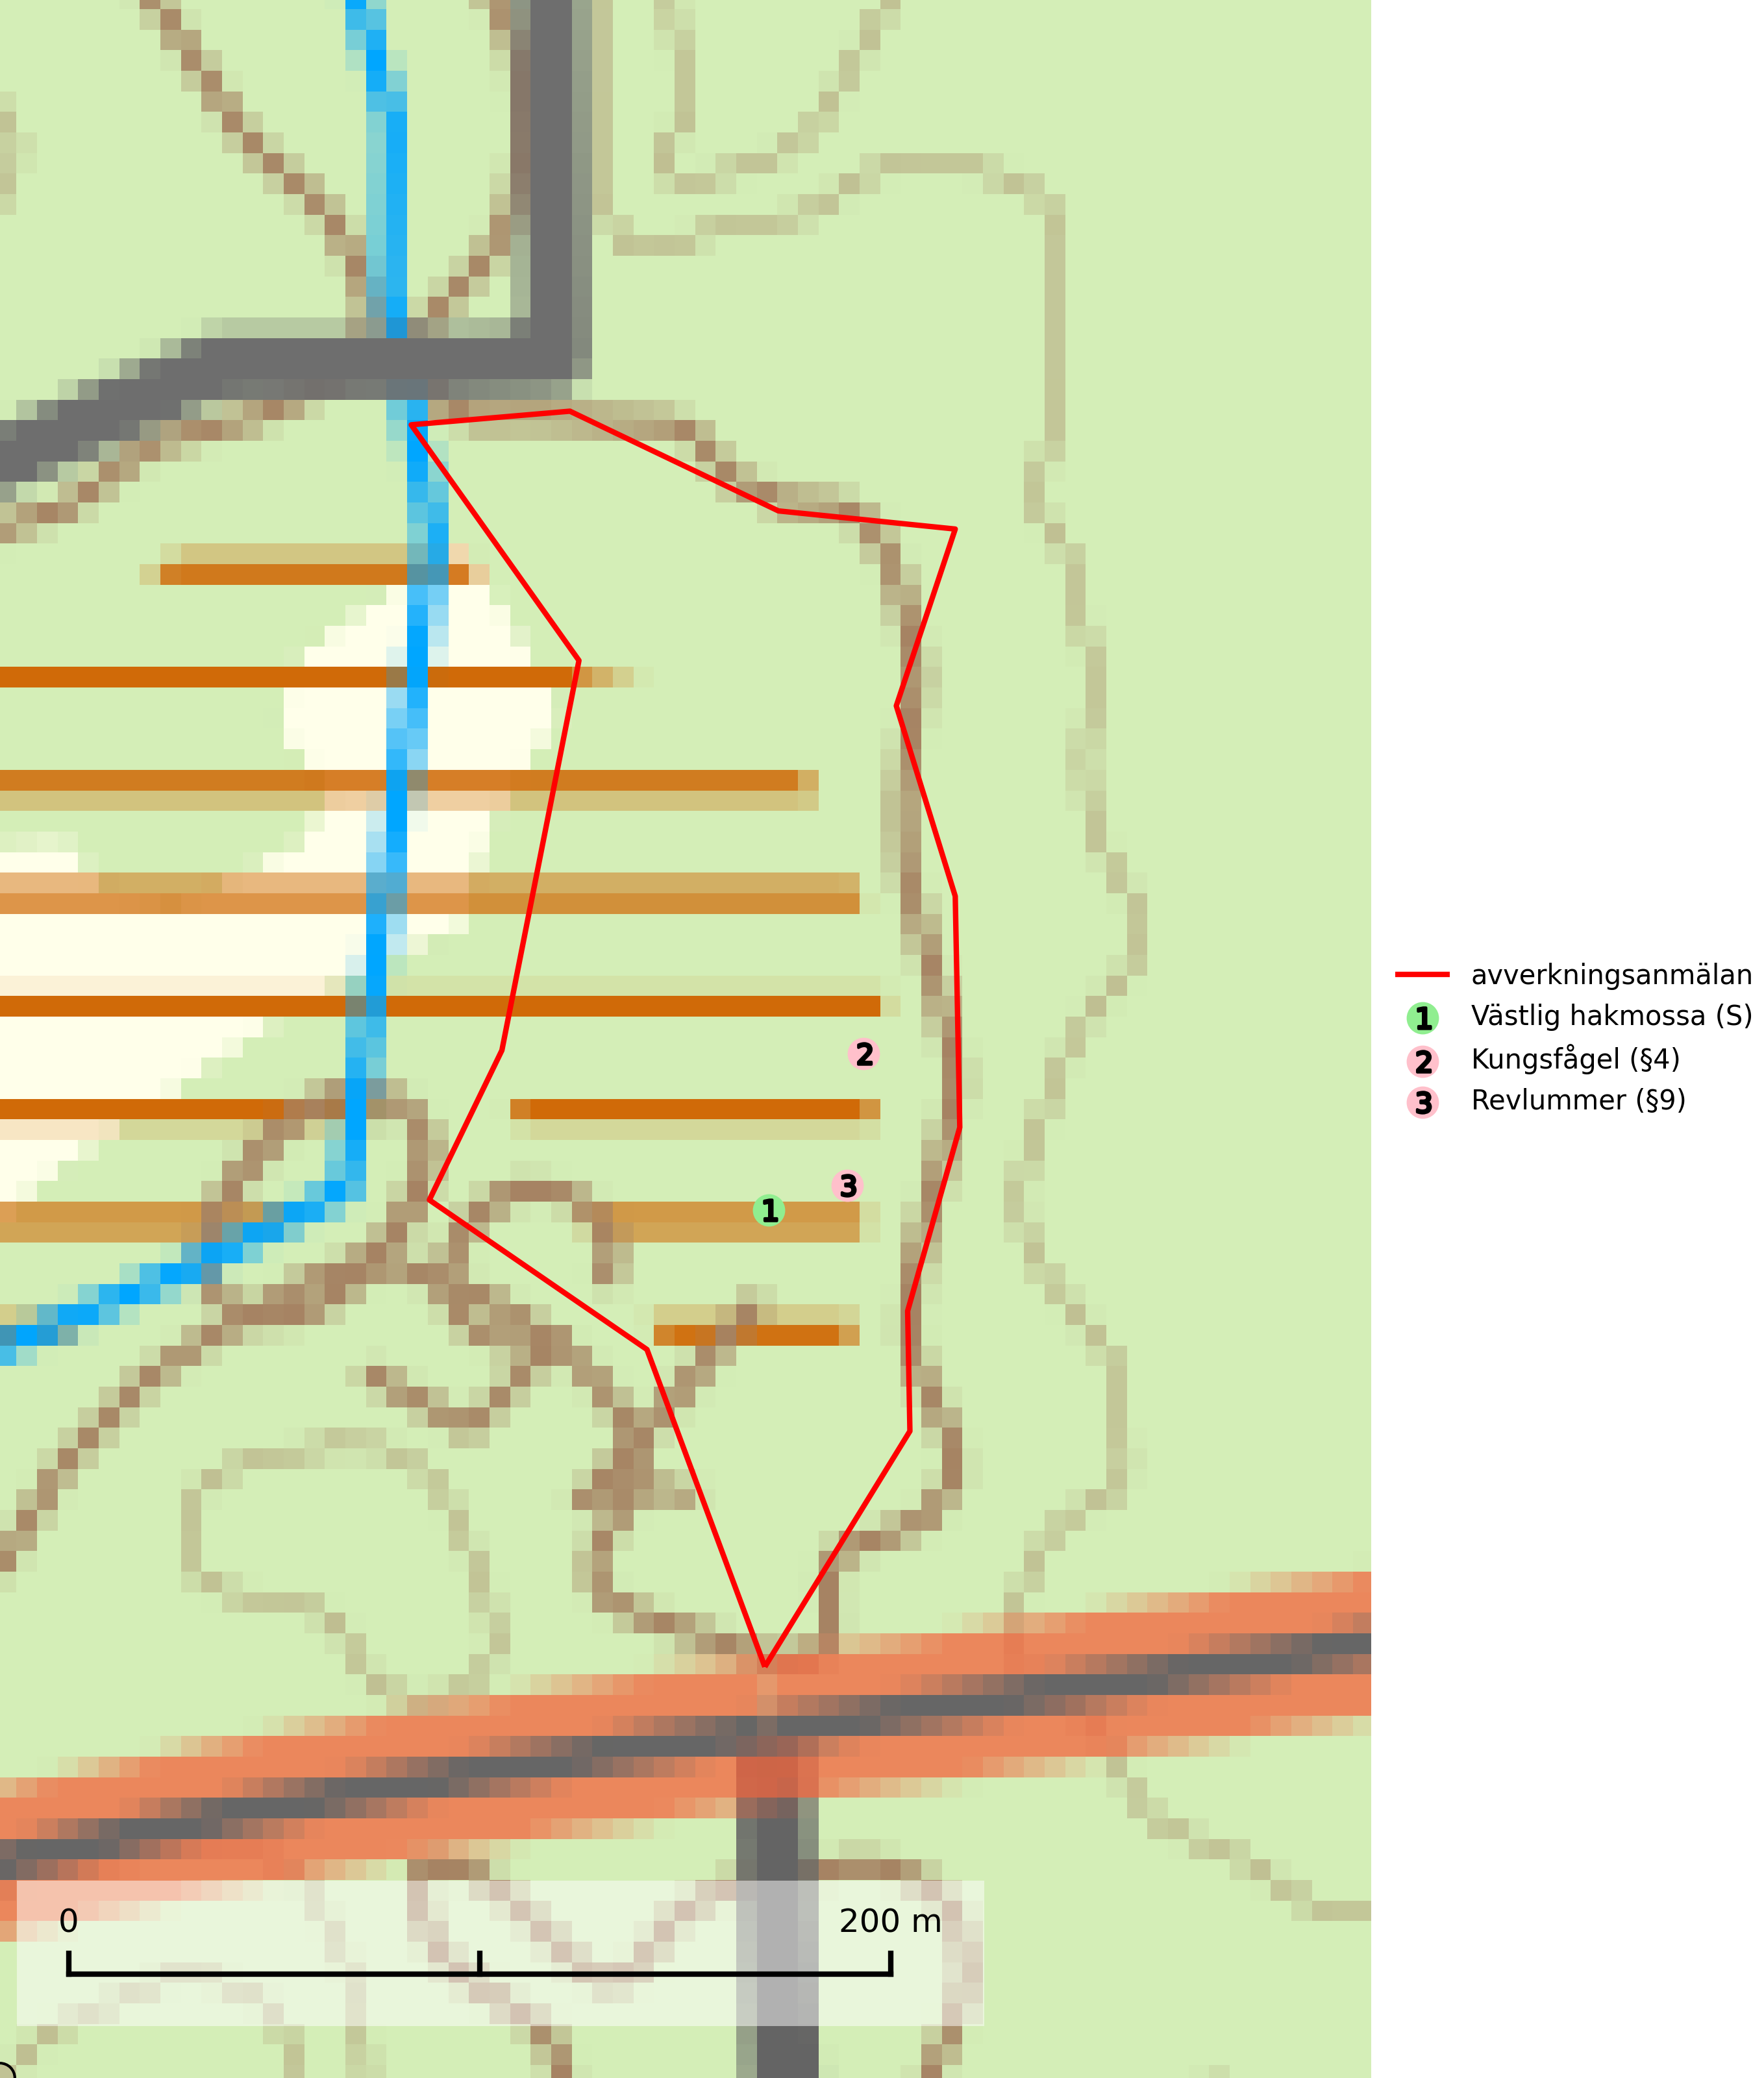 2
3
1
avverkningsanmälan
1 Västlig hakmossa (S)
2 Kungsfågel (§4)
3 Revlummer (§9)
0 200 m